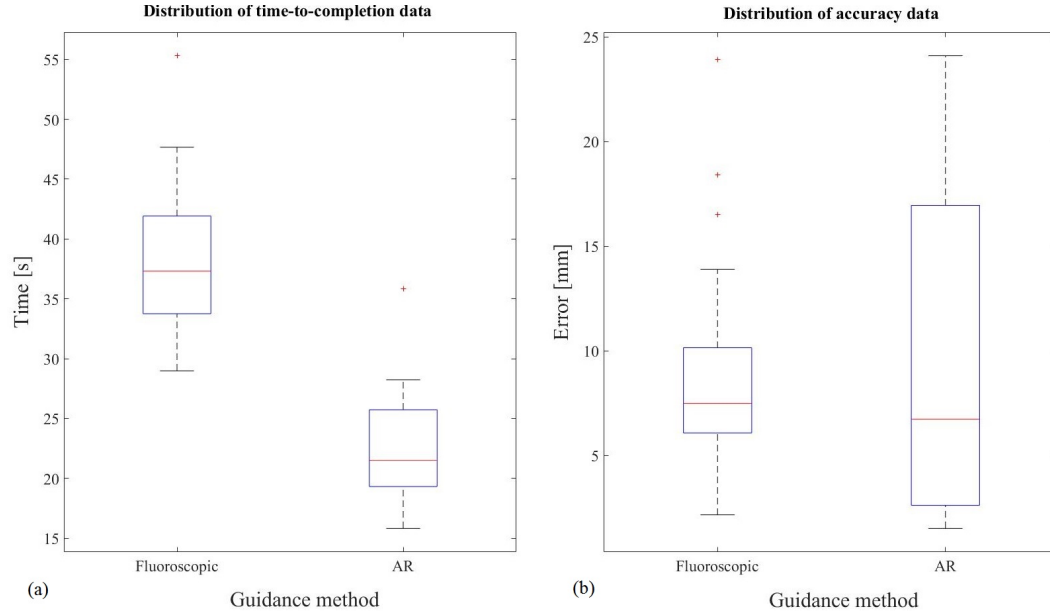 Distribution of time-to-completion data
55
50
45
40
35
30
25
20
15
Time [s]
Fluoroscopic AR
(a)
Guidance method
Distribution of accuracy data
25
20
15
10
5
Error [mm]
Fluoroscopic AR
(b)
Guidance method